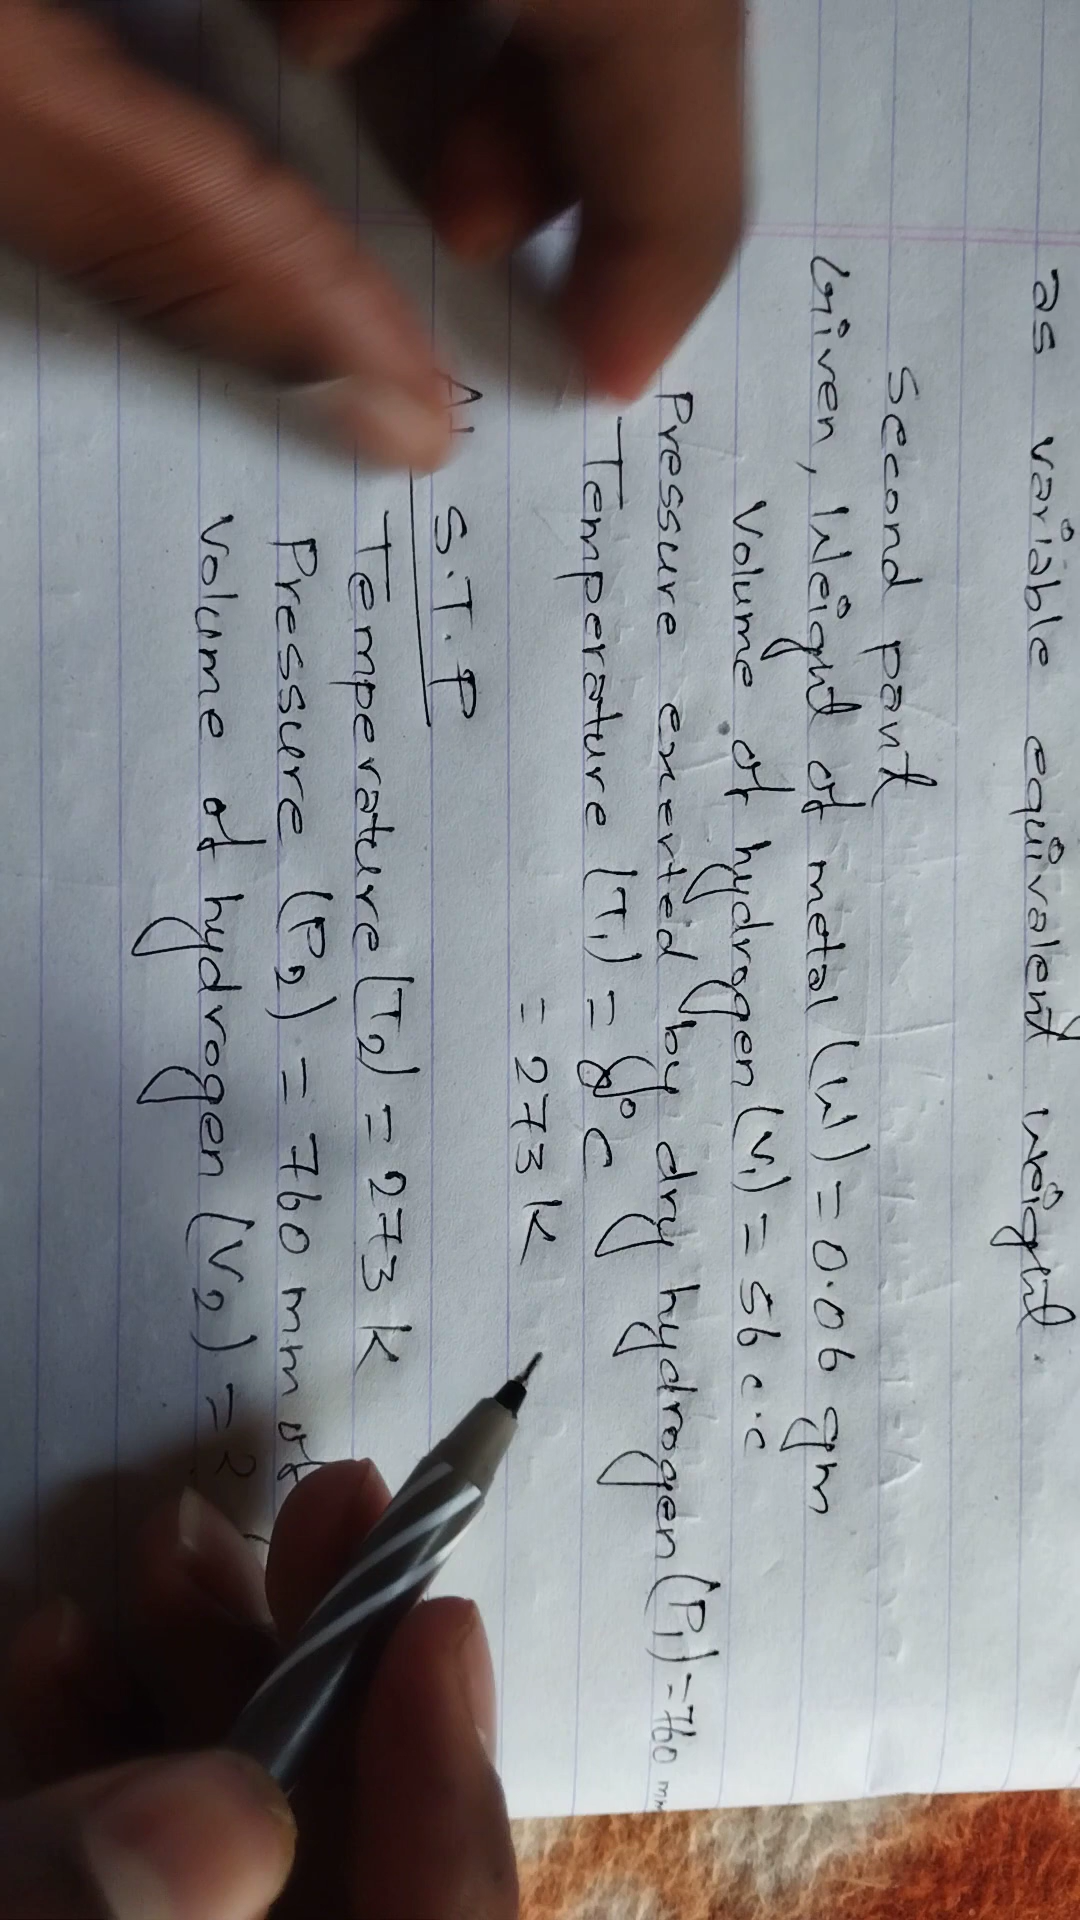 as variable equivalent weight.
Second part
Given, Weight of metal (W) = 0.06 gm
Volume of hydrogen (V1) = 56 c.c
Pressure exerted by dry hydrogen (P1) = 760 mm
Temperature (T1) = 0°C
= 273 K
At S.T.P
Temperature (T2) = 273 K
Pressure (P2) = 760 mm of
Volume of hydrogen (V2) = ?